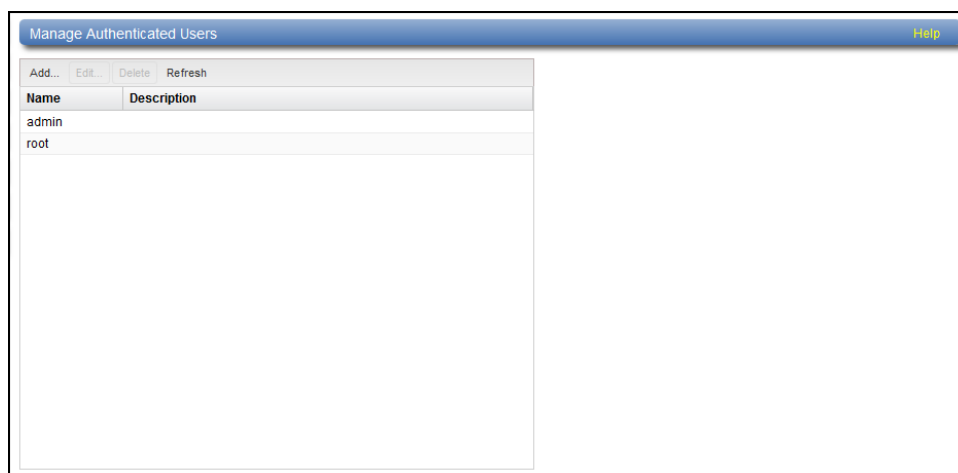 Manage Authenticated Users Help
Add... Edit... Delete Refresh
Name Description
admin
root